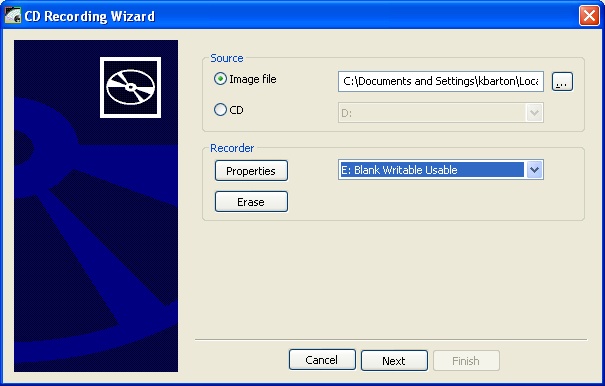 CD Recording Wizard
Source
Image file
C:\Documents and Settings\kbarton\Loca
...
CD
D:
Recorder
Properties
E: Blank Writable Usable
Erase
Cancel
Next
Finish